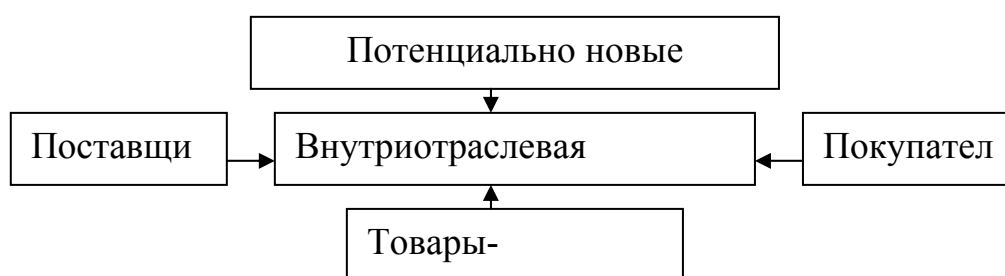 Потенциально новые
Поставщи
Внутриотраслевая
Покупател
Товары-